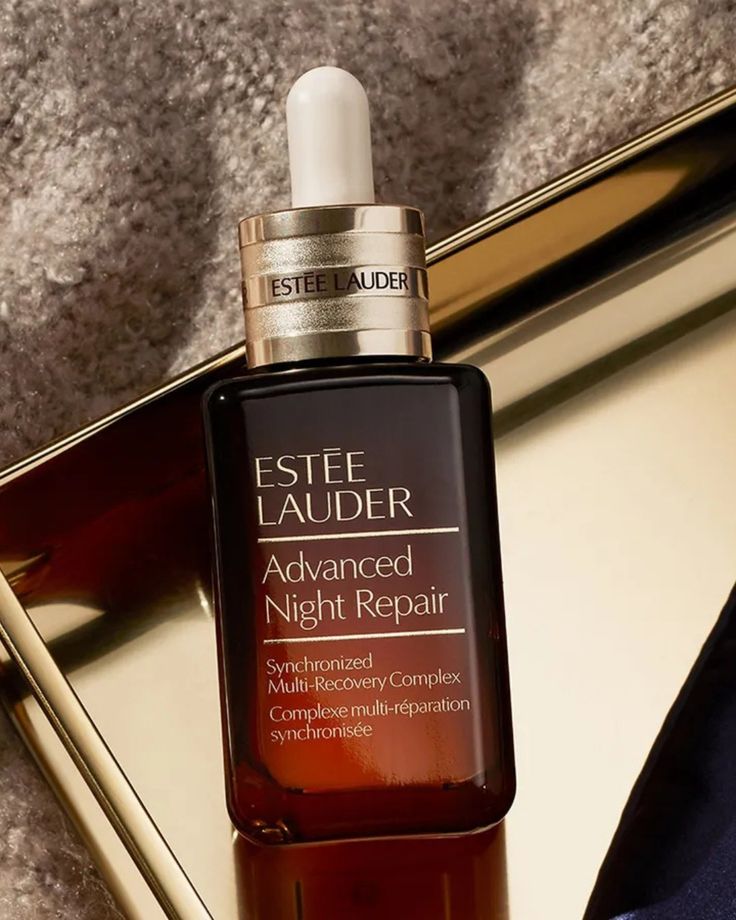 ESTĒE LAUDER
ESTĒE
LAUDER
Advanced
Night Repair
Synchronized
Multi-Recovery Complex
Complexe multi-réparation
synchronisée